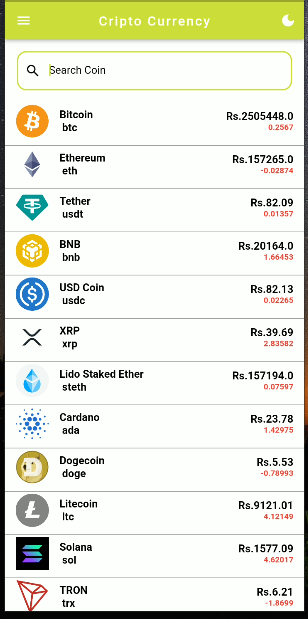 Cripto Currency
Search Coin
Bitcoin Rs.2505448.0
btc 0.2567
Ethereum Rs.157265.0
eth -0.02874
Tether Rs.82.09
usdt 0.01357
BNB Rs.20164.0
bnb 1.66453
USD Coin Rs.82.13
usdc 0.02265
XRP Rs.39.69
xrp 2.83582
Lido Staked Ether Rs.157194.0
steth 0.07597
Cardano Rs.23.78
ada 1.42975
Dogecoin Rs.5.53
doge -0.78993
Litecoin Rs.9121.01
ltc 4.12149
Solana Rs.1577.09
sol 4.62017
TRON Rs.6.21
trx -1.8699